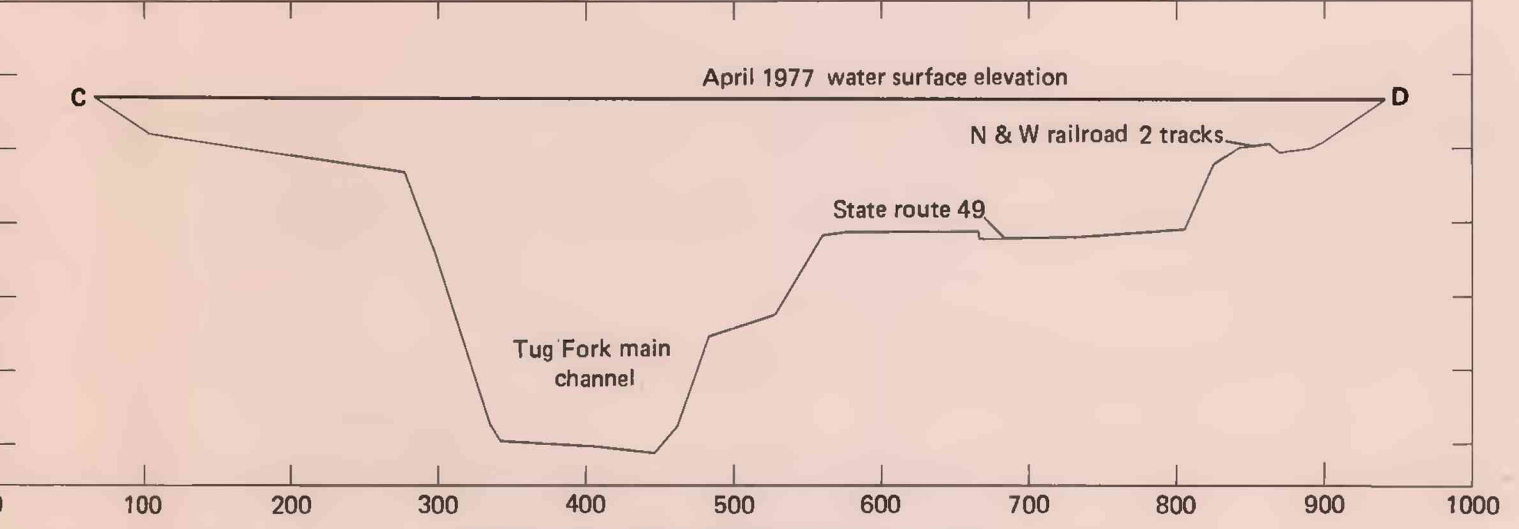 April 1977 water surface elevation
C
D
N & W railroad 2 tracks
State route 49
Tug Fork main
channel
100 200 300 400 500 600 700 800 900 1000